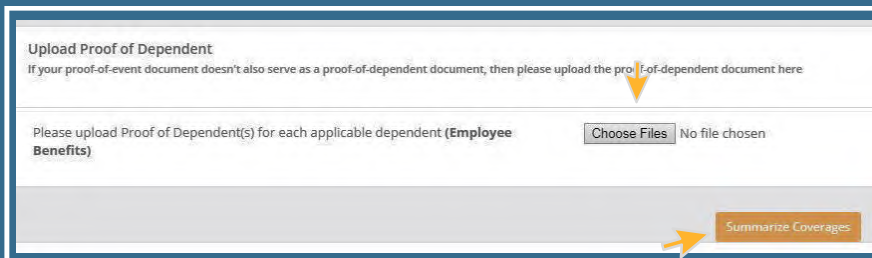 Upload Proof of Dependent
If your proof-of-event document doesn't also serve as a proof-of-dependent document, then please upload the proof-of-dependent document here
Please upload Proof of Dependent(s) for each applicable dependent (Employee
Benefits)
Choose Files No file chosen
Summarize Coverages